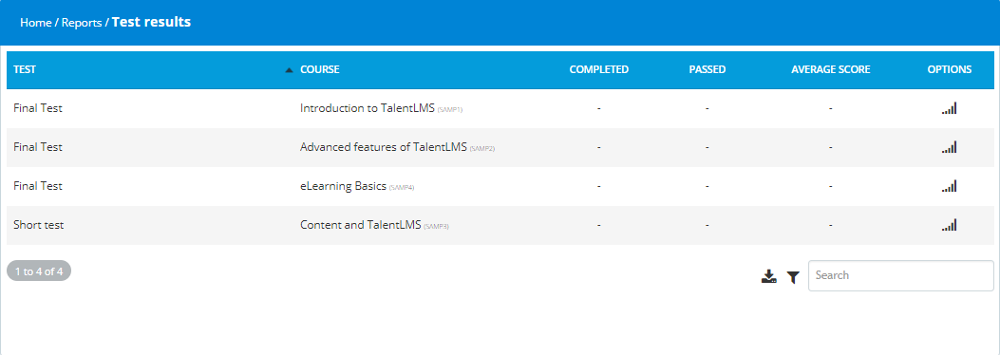 Home / Reports / Test results
TEST COURSE COMPLETED PASSED AVERAGE SCORE OPTIONS
Final Test Introduction to TalentLMS (SAMP1) - - -
Final Test Advanced features of TalentLMS (SAMP2) - - -
Final Test eLearning Basics (SAMP4) - - -
Short test Content and TalentLMS (SAMP3) - - -
1 to 4 of 4 Search